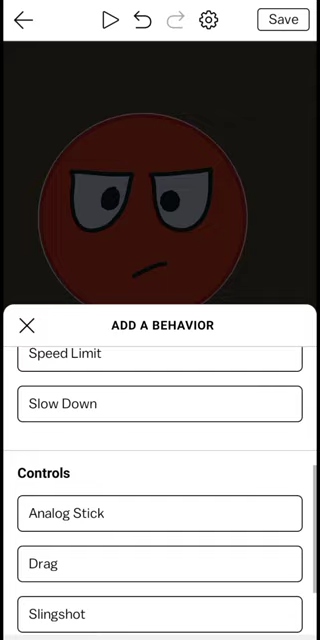 Save
ADD A BEHAVIOR
Speed Limit
Slow Down
Controls
Analog Stick
Drag
Slingshot